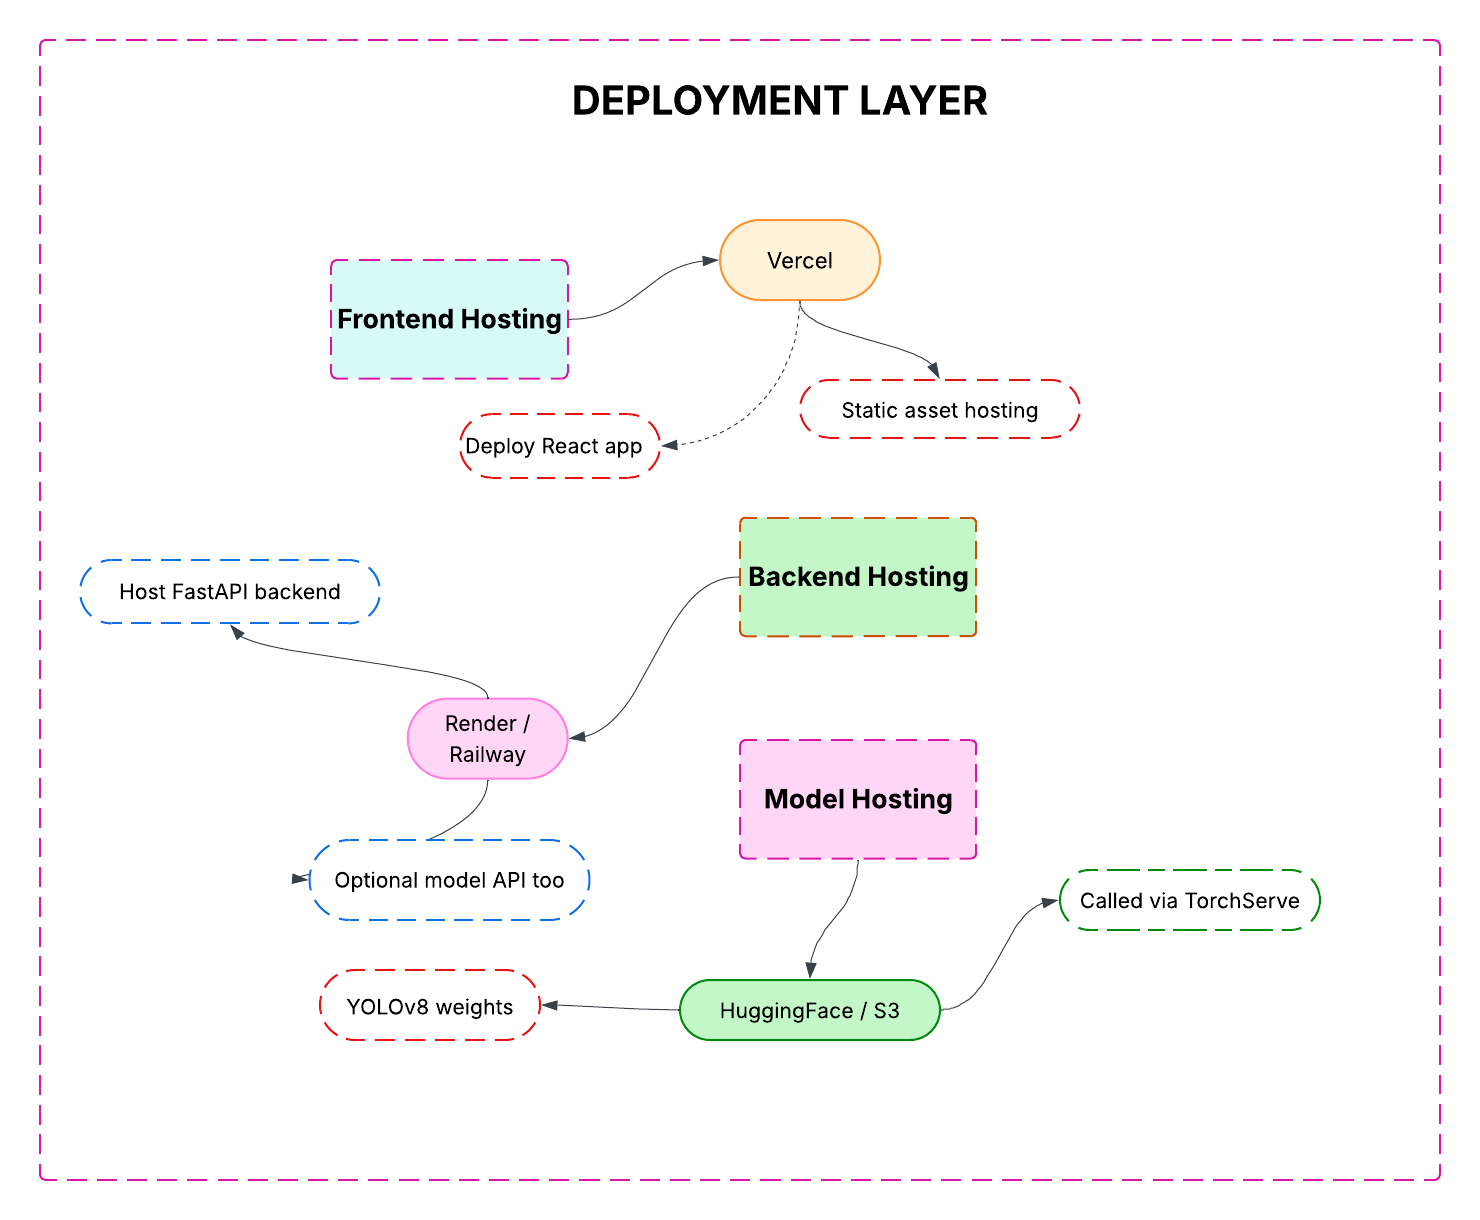 DEPLOYMENT LAYER
Vercel
Frontend Hosting
Static asset hosting
Deploy React app
Backend Hosting
Host FastAPI backend
Render /
Railway
Model Hosting
Optional model API too
Called via TorchServe
YOLOv8 weights
HuggingFace / S3